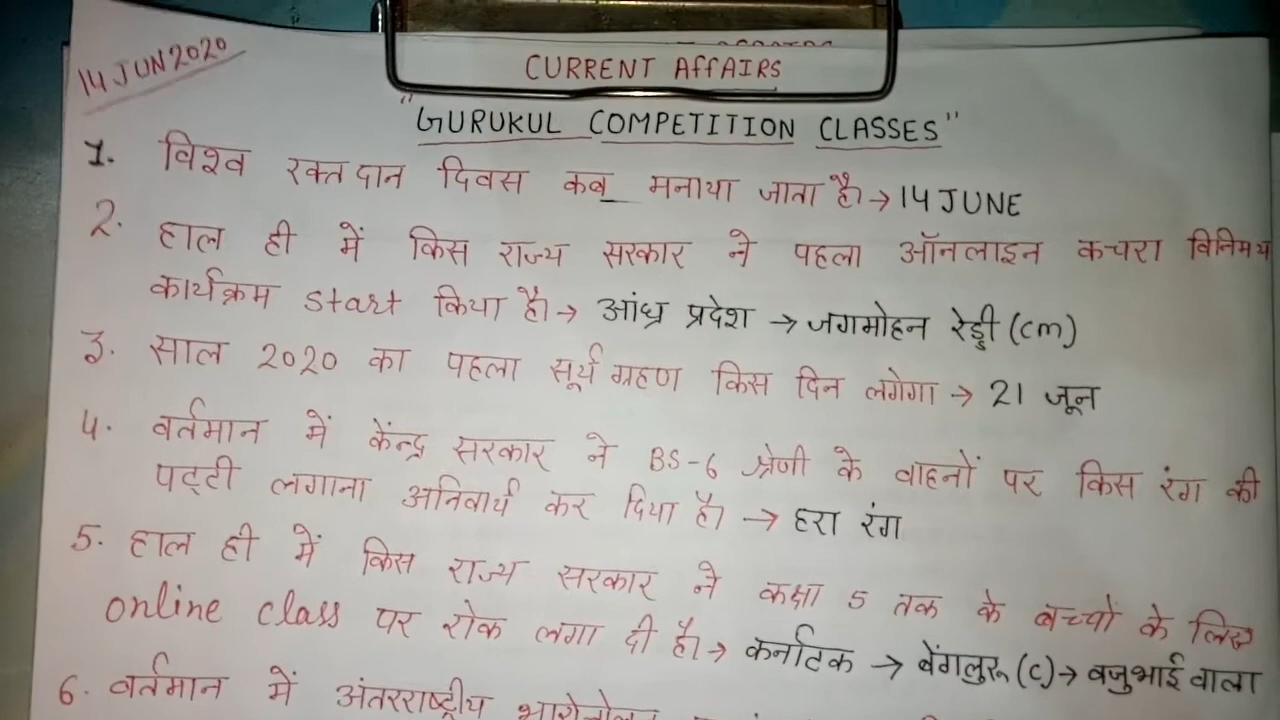 14 JUN 2020
CURRENT AffAIRS
"GURUKUL COMPETITION CLASSES"
1. विश्व रक्तदान दिवस कब मनाया जाता है। → 14 JUNE
2. हाल ही में किस राज्य सरकार ने पहला ऑनलाइन कचरा विनिमय
कार्यक्रम start किया है। → आंध्र प्रदेश → जगमोहन रेड्डी (cm)
3. साल 2020 का पहला सूर्य ग्रहण किस दिन लगेगा → 21 जून
4. वर्तमान में केंन्द्र सरकार ने BS-6 श्रेणी के वाहनों पर किस रंग की
पट्टी लगाना अनिवार्य कर दिया है। → हरा रंग
5. हाल ही में किस राज्य सरकार ने कक्षा 5 तक के बच्चों के लिए
online class पर रोक लगा दी है। → कर्नाटक → बेंगलुरू (c) → वजुभाई वाला
6. वर्तमान में अंतरराष्ट्रीय